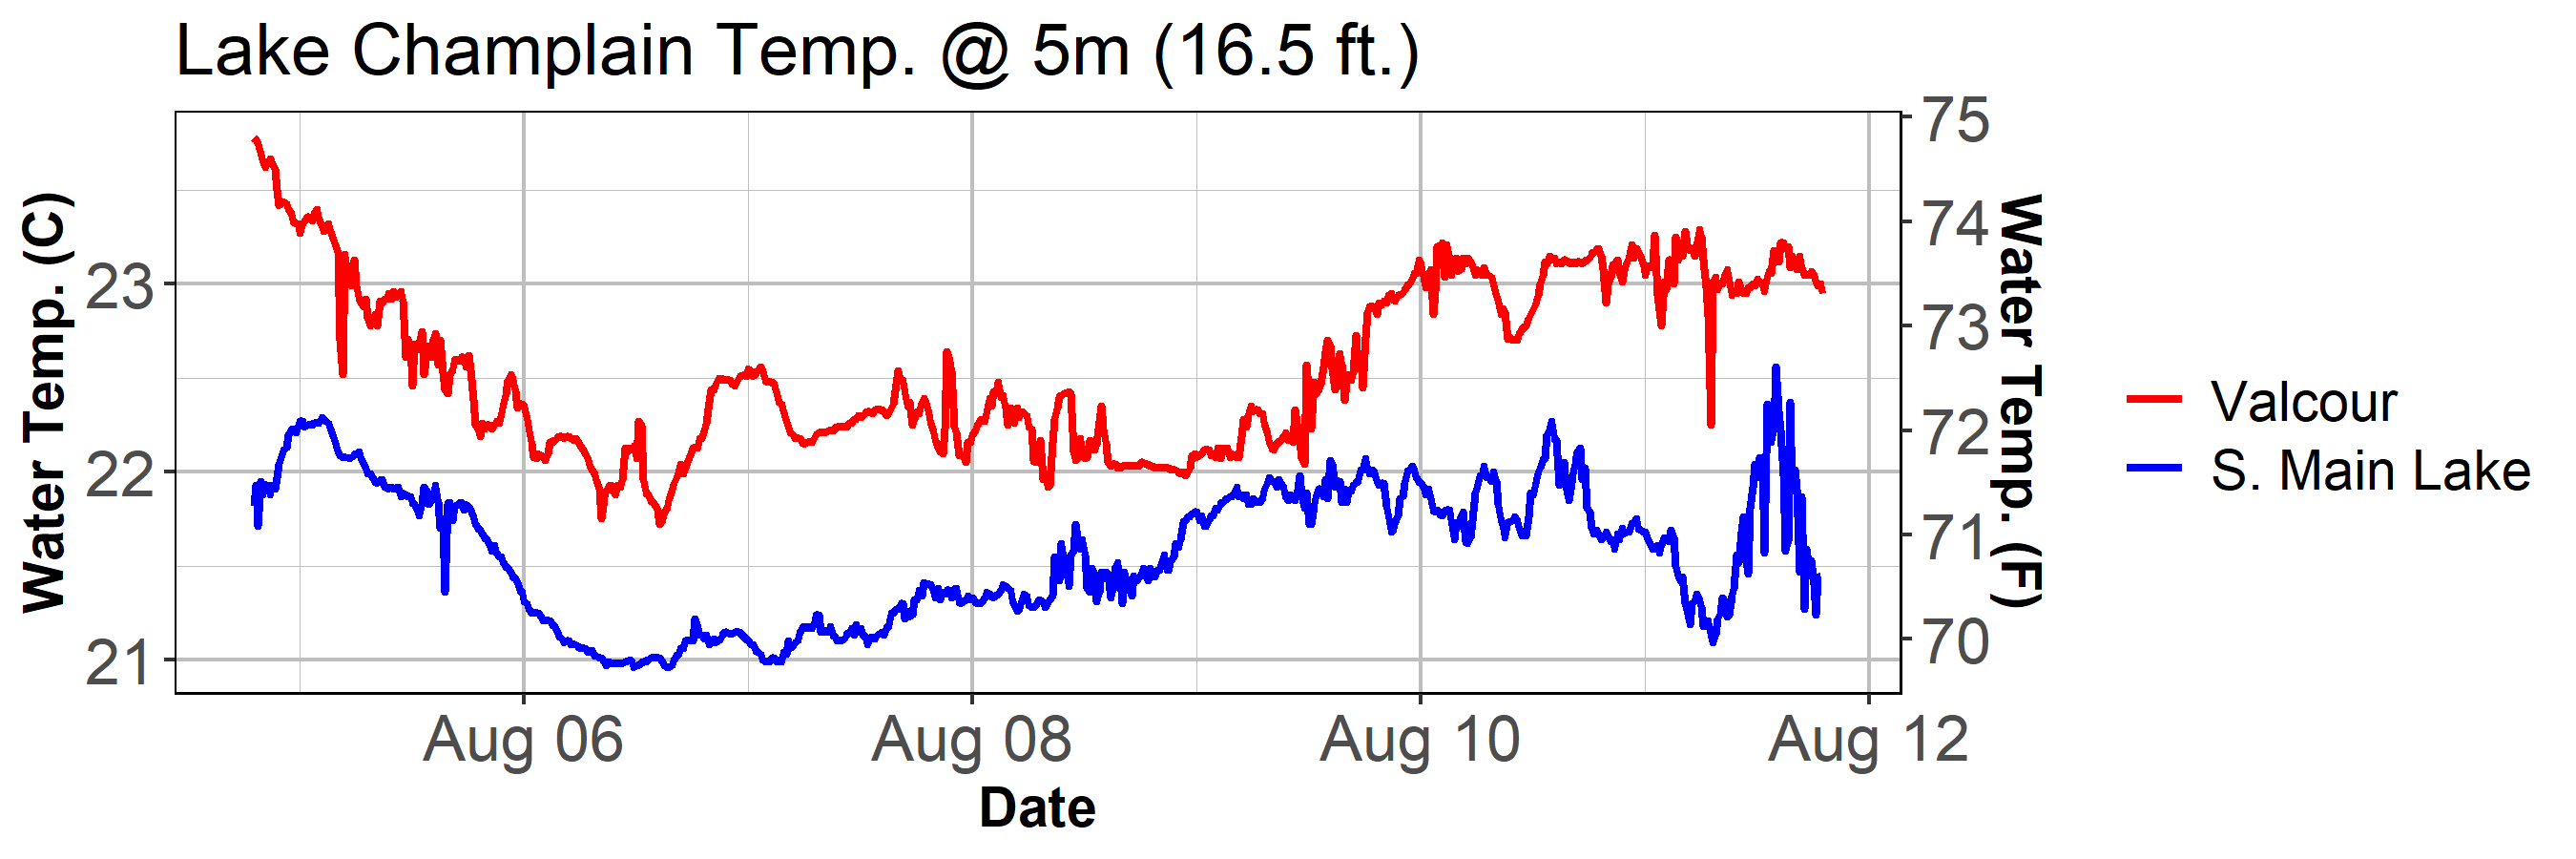 Lake Champlain Temp. @ 5m (16.5 ft.)
Water Temp. (C)
23
22
21
75
74
73
72
71
70
Water Temp. (F)
Valcour
S. Main Lake
Aug 06
Aug 08
Aug 10
Aug 12
Date